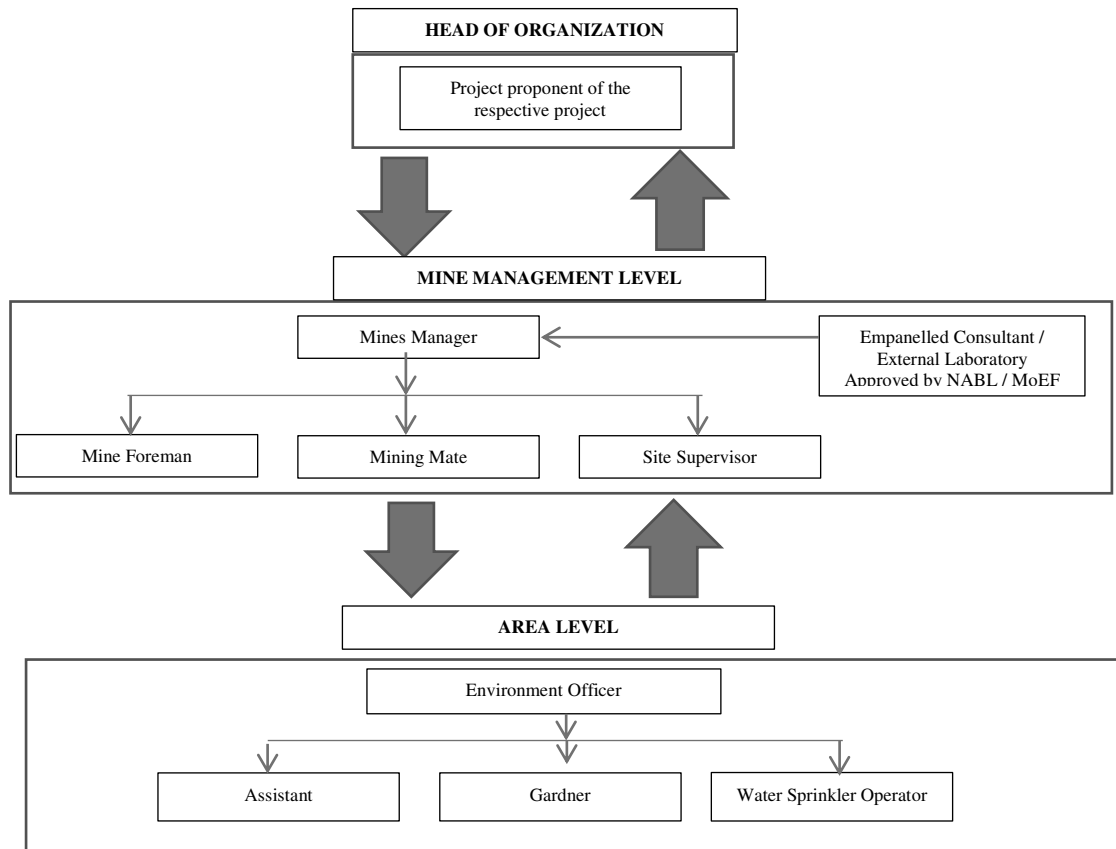 HEAD OF ORGANIZATION
Project proponent of the
respective project
MINE MANAGEMENT LEVEL
Mines Manager
Empanelled Consultant /
External Laboratory
Approved by NABL / MoEF
Mine Foreman
Mining Mate
Site Supervisor
AREA LEVEL
Environment Officer
Assistant
Gardner
Water Sprinkler Operator